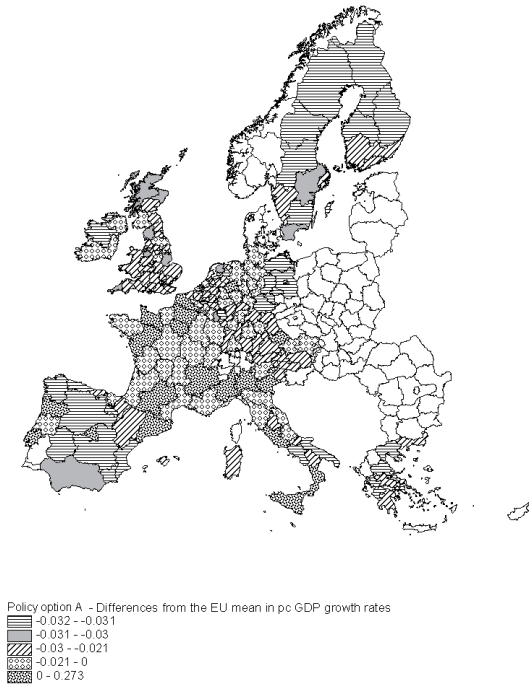 Policy option A - Differences from the EU mean in pc GDP growth rates
-0.032 - -0.031
-0.031 - -0.03
-0.03 - -0.021
-0.021 - 0
0 - 0.273